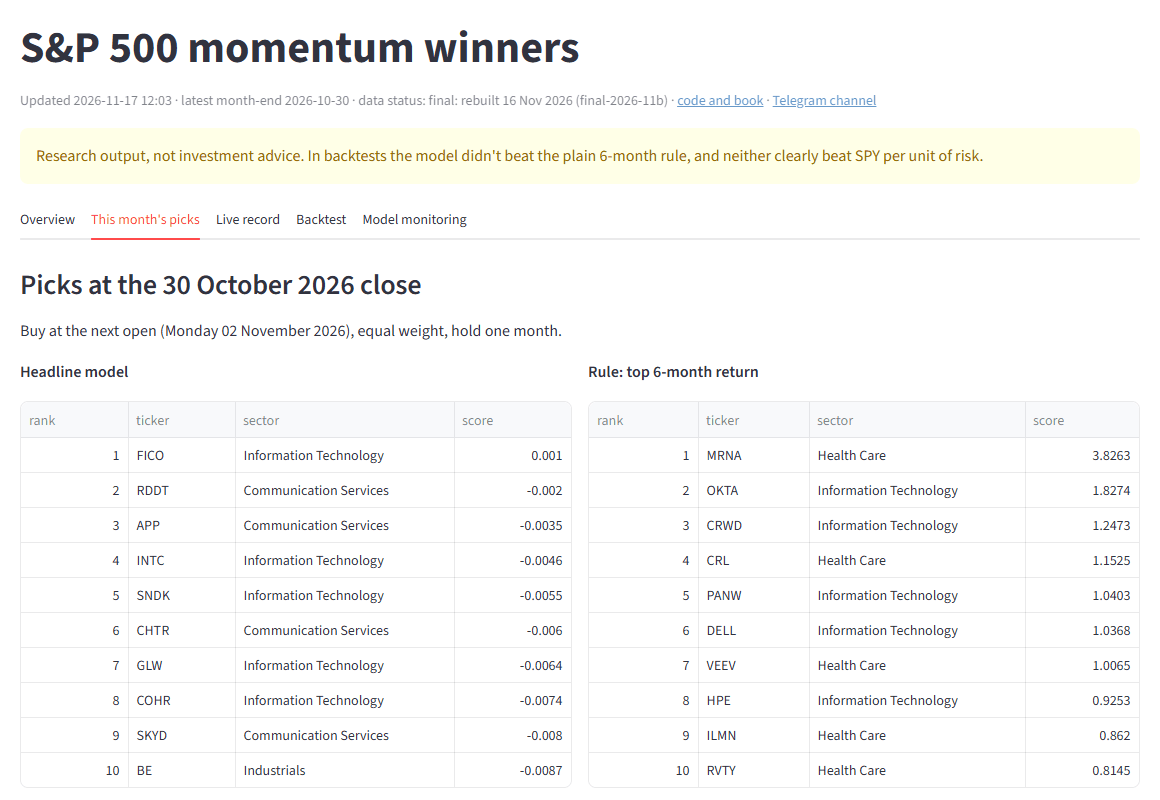 S&P 500 momentum winners
Updated 2026-11-17 12:03 · latest month-end 2026-10-30 · data status: final: rebuilt 16 Nov 2026 (final-2026-11b) · code and book · Telegram channel
Research output, not investment advice. In backtests the model didn't beat the plain 6-month rule, and neither clearly beat SPY per unit of risk.
Overview This month's picks Live record Backtest Model monitoring
Picks at the 30 October 2026 close
Buy at the next open (Monday 02 November 2026), equal weight, hold one month.
Headline model
rank ticker sector score
1 FICO Information Technology 0.001
2 RDDT Communication Services -0.002
3 APP Communication Services -0.0035
4 INTC Information Technology -0.0046
5 SNDK Information Technology -0.0055
6 CHTR Communication Services -0.006
7 GLW Information Technology -0.0064
8 COHR Information Technology -0.0074
9 SKYD Communication Services -0.008
10 BE Industrials -0.0087
Rule: top 6-month return
rank ticker sector score
1 MRNA Health Care 3.8263
2 OKTA Information Technology 1.8274
3 CRWD Information Technology 1.2473
4 CRL Health Care 1.1525
5 PANW Information Technology 1.0403
6 DELL Information Technology 1.0368
7 VEEV Health Care 1.0065
8 HPE Information Technology 0.9253
9 ILMN Health Care 0.862
10 RVTY Health Care 0.8145